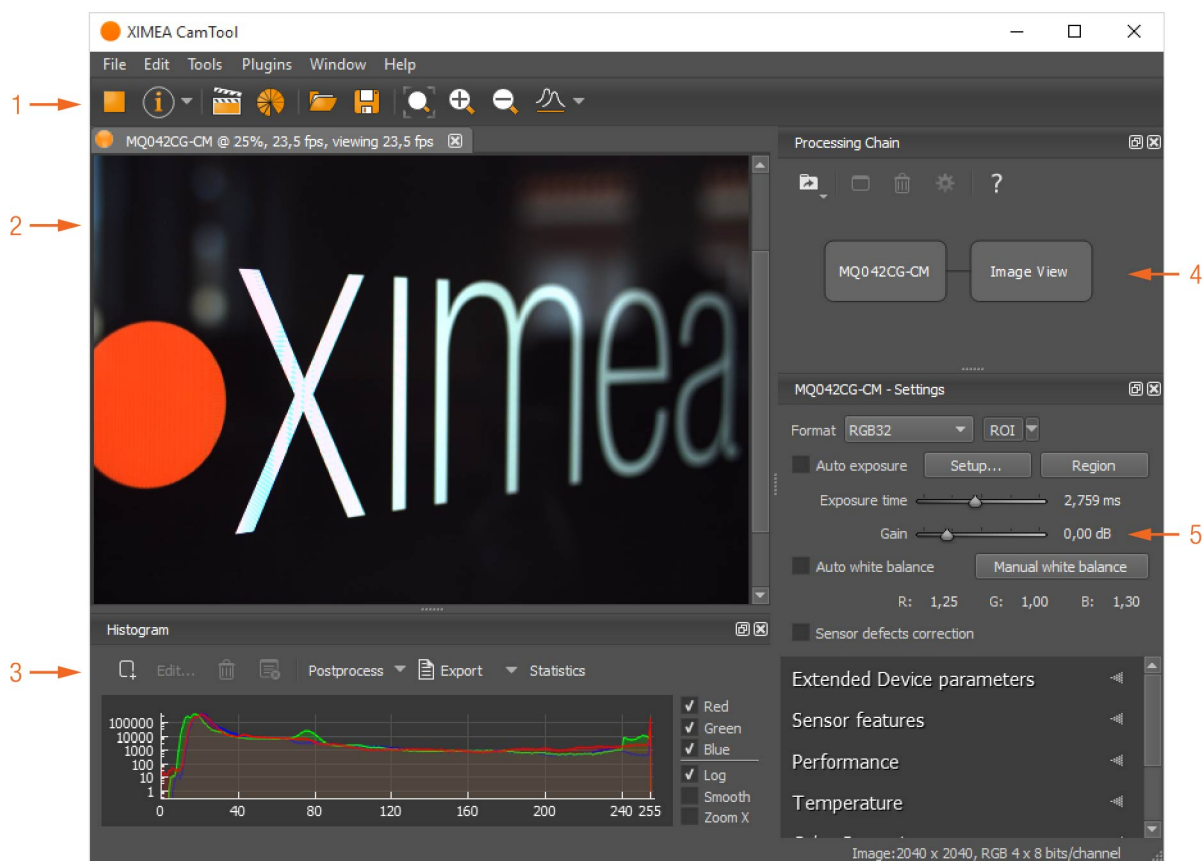 XIMEA CamTool
File Edit Tools Plugins Window Help
1
MQ042CG-CM @ 25%, 23,5 fps, viewing 23,5 fps
2
XImea
Processing Chain
?
MQ042CG-CM
Image View
4
MQ042CG-CM - Settings
Format RGB32 ROI
Auto exposure Setup... Region
Exposure time 2,759 ms
Gain 0,00 dB
5
Auto white balance Manual white balance
R: 1,25 G: 1,00 B: 1,30
Sensor defects correction
Extended Device parameters
Sensor features
Performance
Temperature
Histogram
3
Edit... Postprocess Export Statistics
100000
10000
1000
100
10
1
0 40 80 120 160 200 240 255
Red
Green
Blue
Log
Smooth
Zoom X
Image:2040 x 2040, RGB 4 x 8 bits/channel